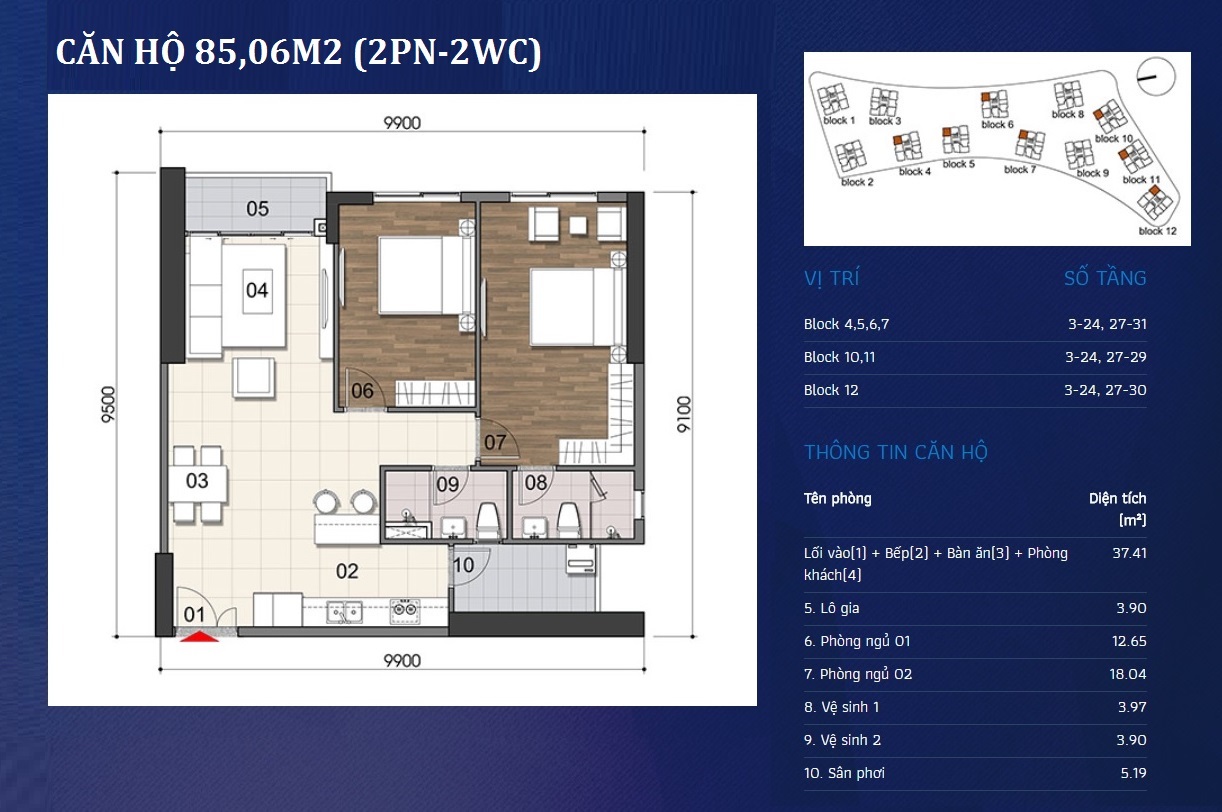 CĂN HỘ 85,06M2 (2PN-2WC)
9900
05
04
06
07
9500
9100
03
09
08
02
10
01
9900
block 1
block 3
block 6
block 8
block 10
block 2
block 4
block 5
block 7
block 9
block 11
block 12
VỊ TRÍ SỐ TẦNG
Block 4,5,6,7 3-24, 27-31
Block 10,11 3-24, 27-29
Block 12 3-24, 27-30
THÔNG TIN CĂN HỘ
Tên phòng Diện tích
(m²)
Lối vào(1) + Bếp(2) + Bàn ăn(3) + Phòng 37.41
khách(4)
5. Lô gia 3.90
6. Phòng ngủ 01 12.65
7. Phòng ngủ 02 18.04
8. Vệ sinh 1 3.97
9. Vệ sinh 2 3.90
10. Sân phơi 5.19